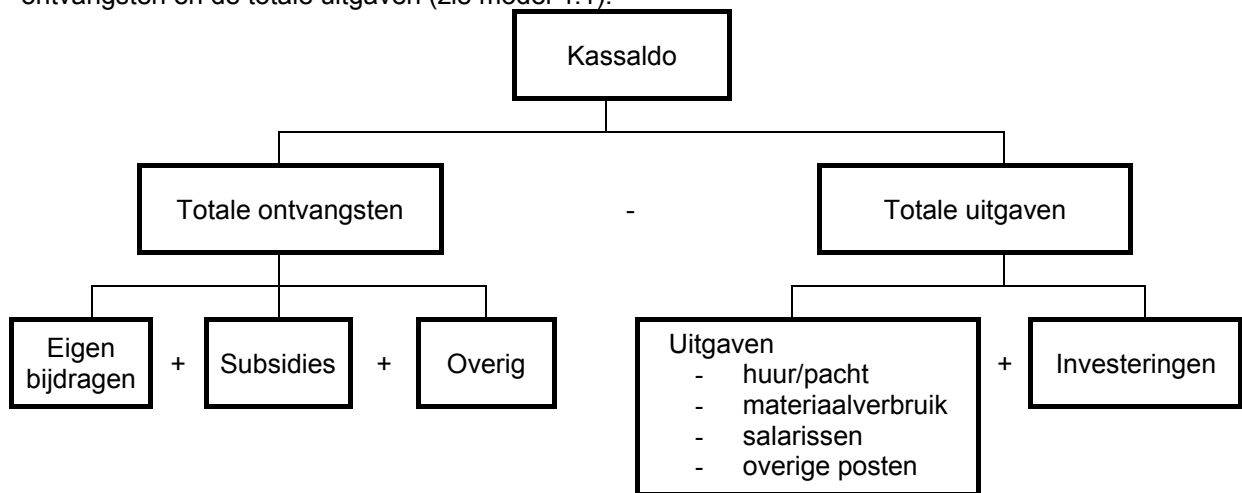 ontvangsten en de totale uitgaven (zie model 1.1).
Kassaldo
Totale ontvangsten - Totale uitgaven
Eigen bijdragen + Subsidies + Overig
Uitgaven + Investeringen
- huur/pacht
- materiaalverbruik
- salarissen
- overige posten